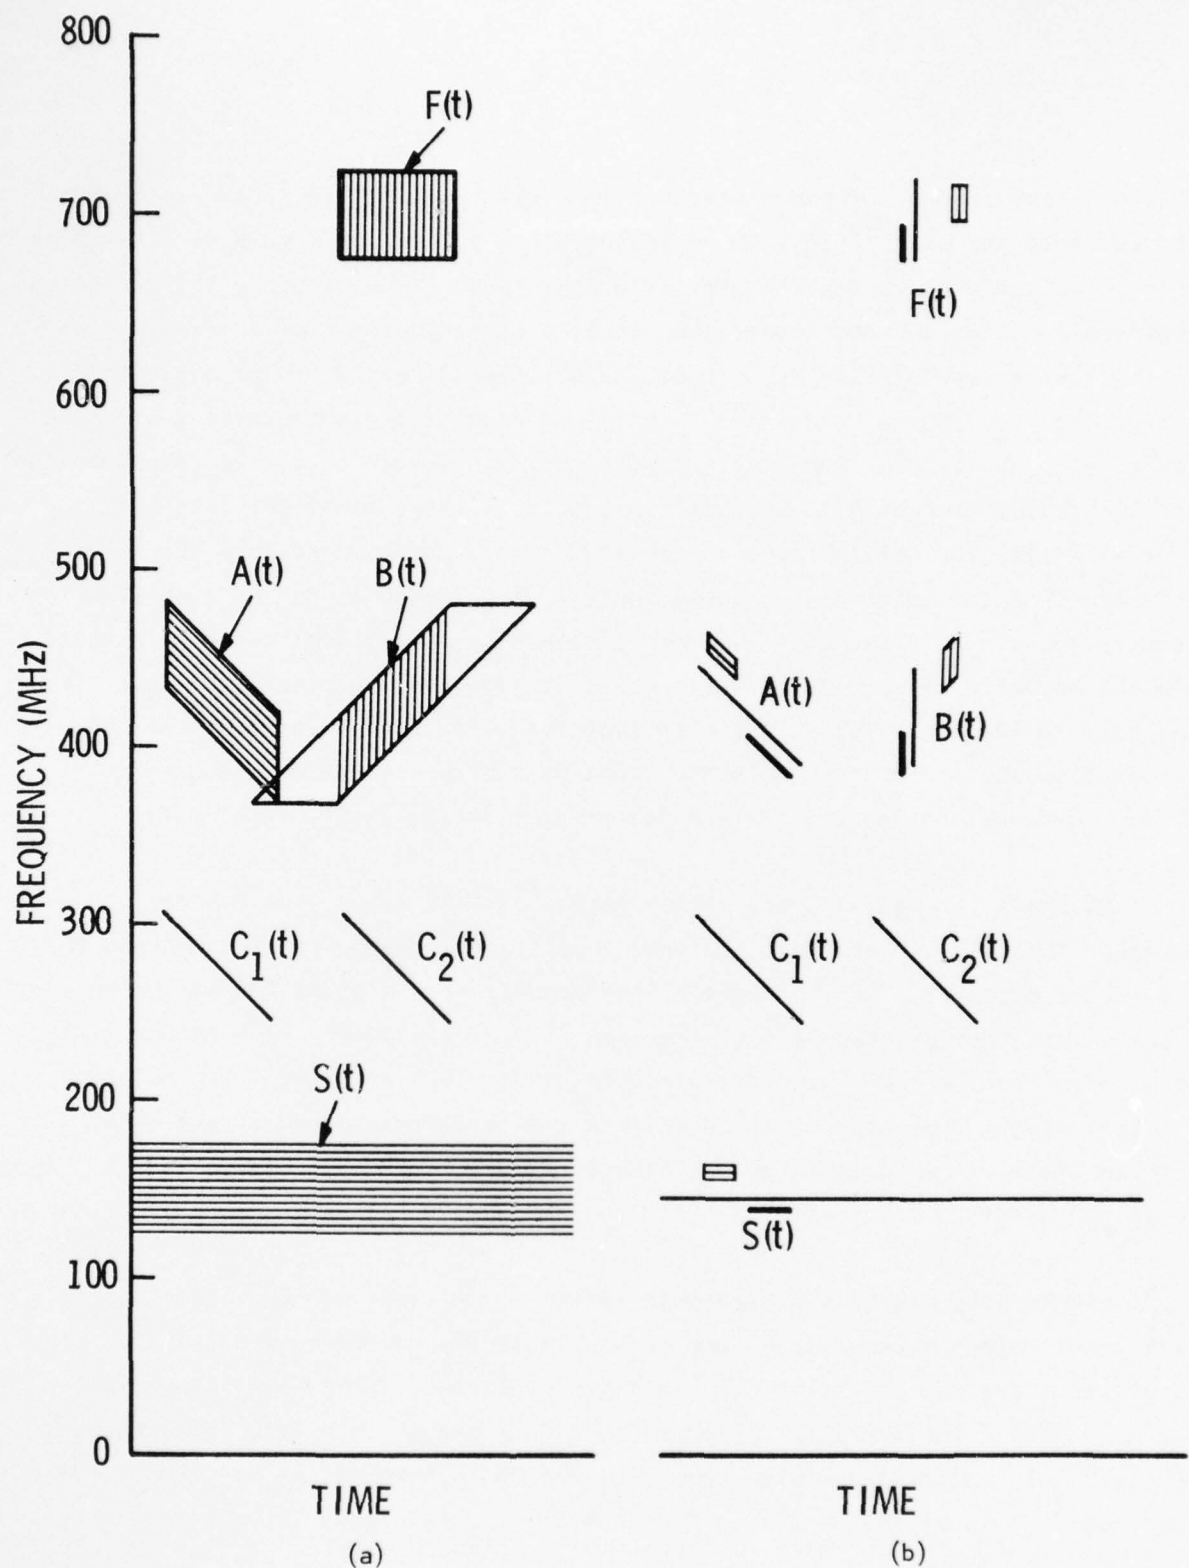 800
F(t)
700
F(t)
600
500
A(t)
B(t)
FREQUENCY (MHz)
A(t)
B(t)
400
300
C1(t)
C2(t)
C1(t)
C2(t)
200
S(t)
S(t)
100
0
TIME
TIME
(a)
(b)